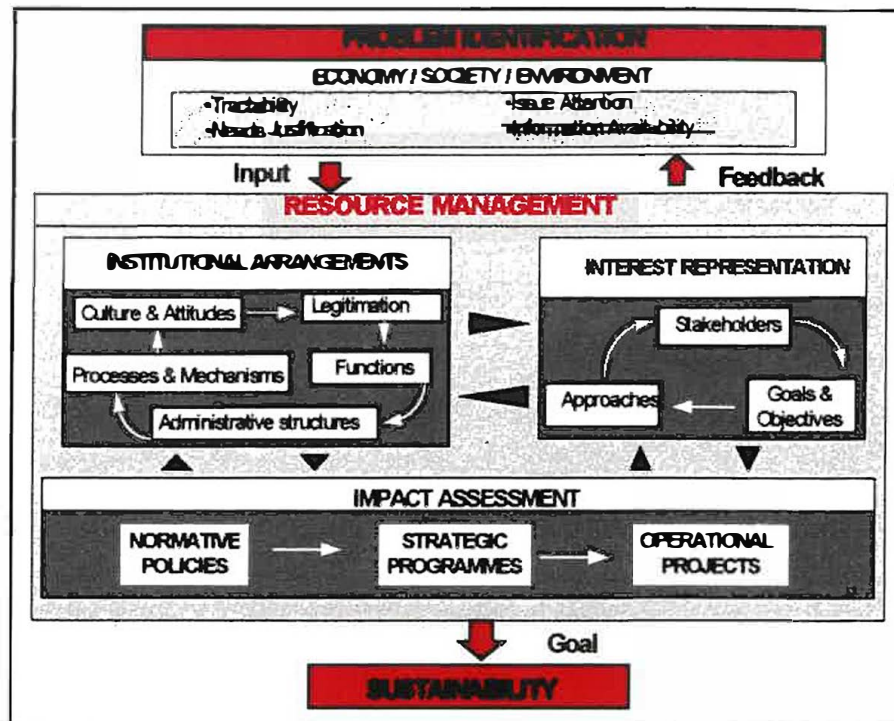 PROBLEM IDENTIFICATION
ECONOMY / SOCIETY / ENVIRONMENT
•Tractability
•Issue Attention
•Needs Justification
•Information Availability
Input
Feedback
RESOURCE MANAGEMENT
INSTITUTIONAL ARRANGEMENTS
Culture & Attitudes
Legitimation
Processes & Mechanisms
Functions
Administrative structures
INTEREST REPRESENTATION
Stakeholders
Approaches
Goals &
Objectives
IMPACT ASSESSMENT
NORMATIVE
POLICIES
STRATEGIC
PROGRAMMES
OPERATIONAL
PROJECTS
Goal
SUSTAINABILITY